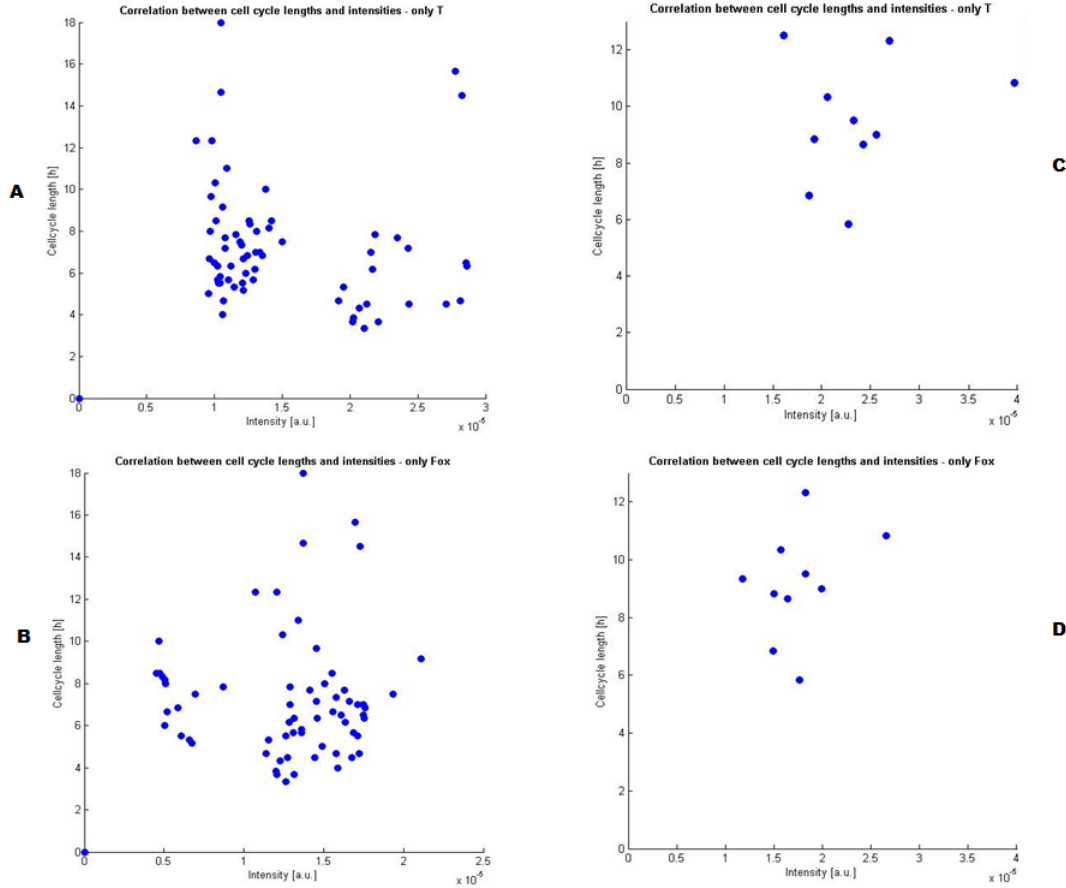 Correlation between cell cycle lengths and intensities - only T
18
16
14
12
10
8
6
4
2
0
Cellcycle length [h]
0 0.5 1 1.5 2 2.5 3
Intensity [a.u.]
x 10⁻⁵
A
Correlation between cell cycle lengths and intensities - only T
12
10
8
6
4
2
0
Cellcycle length [h]
0 0.5 1 1.5 2 2.5 3 3.5 4
Intensity [a.u.]
x 10⁻⁵
C
Correlation between cell cycle lengths and intensities - only Fox
18
16
14
12
10
8
6
4
2
0
Cellcycle length [h]
0 0.5 1 1.5 2 2.5
Intensity [a.u.]
x 10⁻⁵
B
Correlation between cell cycle lengths and intensities - only Fox
12
10
8
6
4
2
0
Cellcycle length [h]
0 0.5 1 1.5 2 2.5 3 3.5 4
Intensity [a.u.]
x 10⁻⁵
D